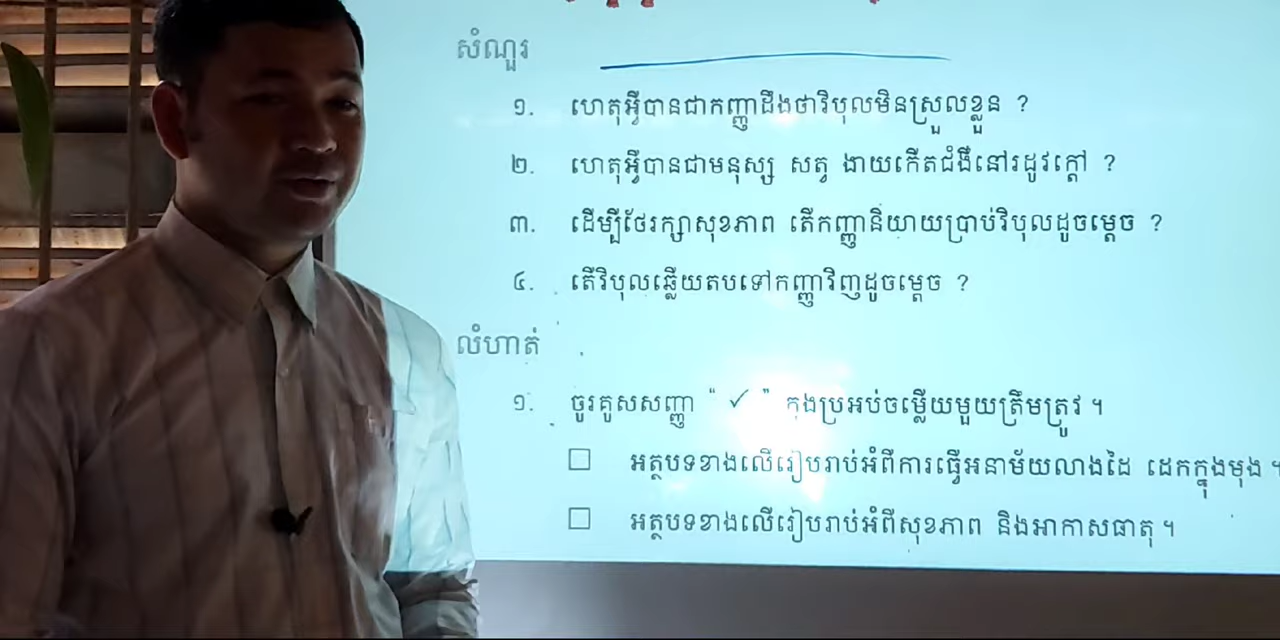 សំណួរ
១. ហេតុអ្វីបានជាកញ្ញាដឹងថាវិបុលមិនស្រួលខ្លួន ?
២. ហេតុអ្វីបានជាមនុស្ស សត្វ ងាយកើតជំងឺនៅរដូវក្ដៅ ?
៣. ដើម្បីថែរក្សាសុខភាព តើកញ្ញានិយាយប្រាប់វិបុលដូចម្ដេច ?
៤. តើវិបុលឆ្លើយតបទៅកញ្ញាវិញដូចម្ដេច ?
លំហាត់
១. ចូរគូសសញ្ញា " ✓ " កុងប្រអប់ចម្លើយមួយត្រឹមត្រូវ ។
☐ អត្ថបទខាងលើរៀបរាប់អំពីការធ្វើអនាម័យលាងដៃ ដេកក្នុងមុង ។
☐ អត្ថបទខាងលើរៀបរាប់អំពីសុខភាព និងអាកាសធាតុ ។